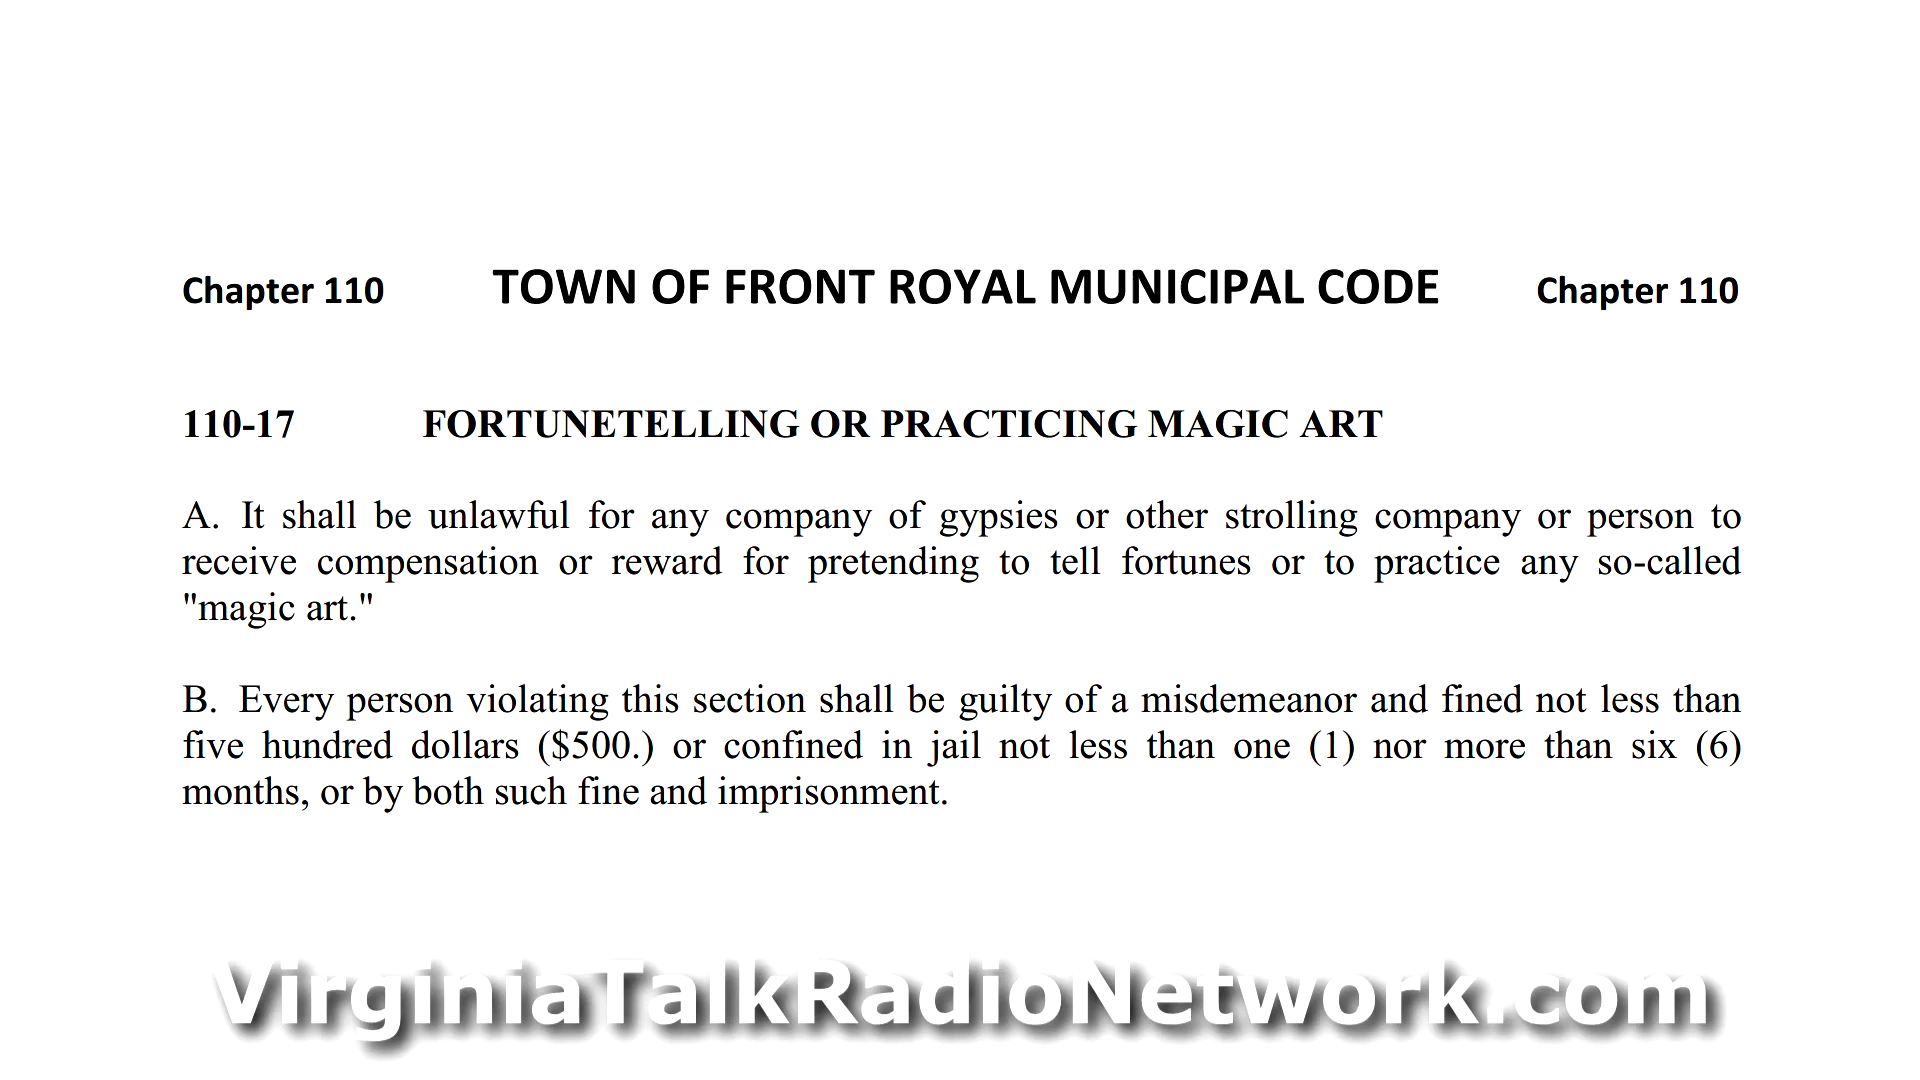 Chapter 110 TOWN OF FRONT ROYAL MUNICIPAL CODE Chapter 110
110-17 FORTUNETELLING OR PRACTICING MAGIC ART
A. It shall be unlawful for any company of gypsies or other strolling company or person to
receive compensation or reward for pretending to tell fortunes or to practice any so-called
"magic art."
B. Every person violating this section shall be guilty of a misdemeanor and fined not less than
five hundred dollars ($500.) or confined in jail not less than one (1) nor more than six (6)
months, or by both such fine and imprisonment.
VirginiaTalkRadioNetwork.com